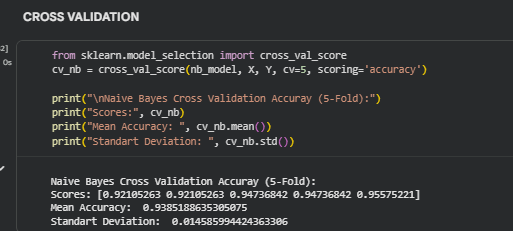 CROSS VALIDATION
from sklearn.model_selection import cross_val_score
cv_nb = cross_val_score(nb_model, X, Y, cv=5, scoring='accuracy')
print("\nNaive Bayes Cross Validation Accuray (5-Fold):")
print("Scores:", cv_nb)
print("Mean Accuracy: ", cv_nb.mean())
print("Standart Deviation: ", cv_nb.std())
0s
Naive Bayes Cross Validation Accuray (5-Fold):
Scores: [0.92105263 0.92105263 0.94736842 0.94736842 0.95575221]
Mean Accuracy:  0.9385188635305075
Standart Deviation:  0.014585994424363306